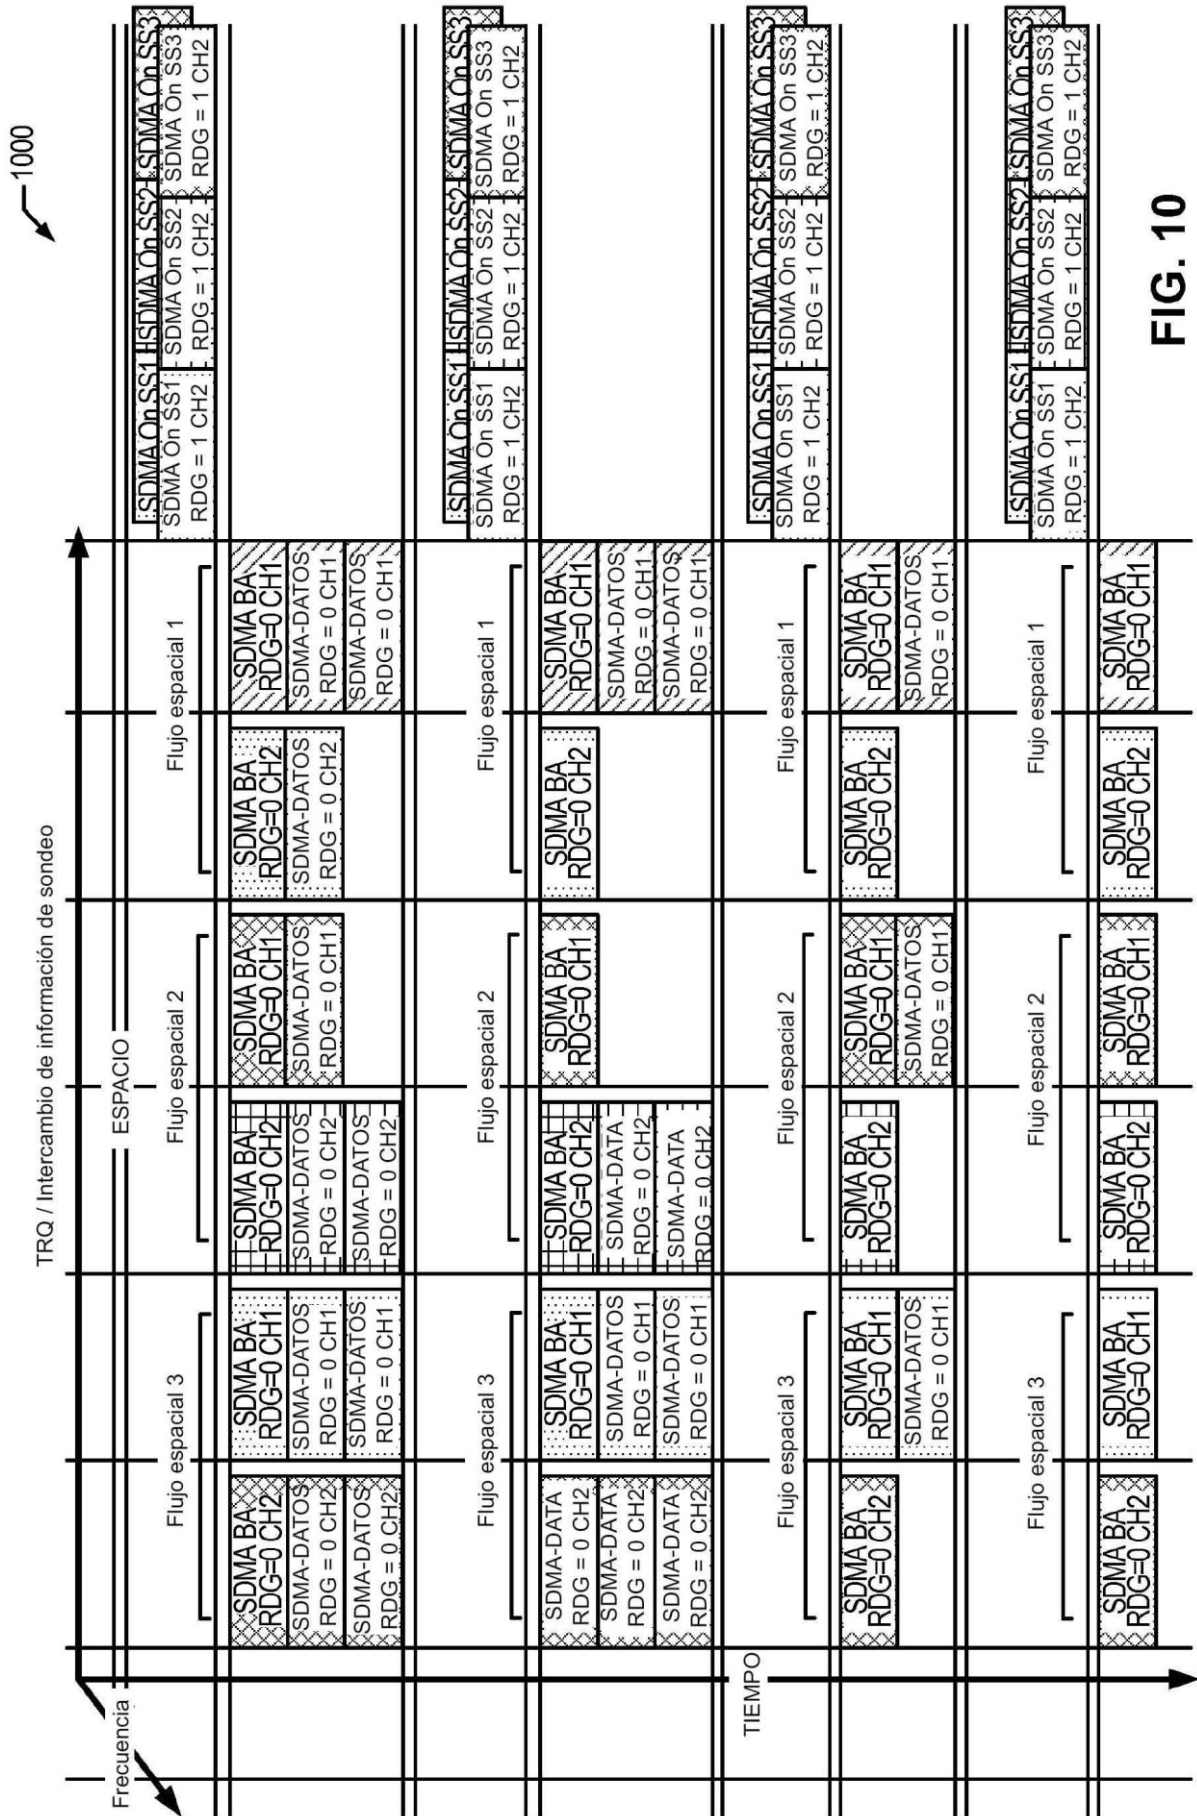 1000
TRQ / Intercambio de información de sondeo
ESPACIO
Frecuencia
SDMA On SS1
SDMA On SS2
SDMA On SS3
SDMA On SS1
RDG = 1 CH2
SDMA On SS2
RDG = 1 CH2
SDMA On SS3
RDG = 1 CH2
Flujo espacial 3
Flujo espacial 2
Flujo espacial 1
SDMA BA
RDG=0 CH2
SDMA BA
RDG=0 CH1
SDMA BA
RDG=0 CH2
SDMA BA
RDG=0 CH1
SDMA BA
RDG=0 CH2
SDMA BA
RDG=0 CH1
SDMA-DATOS
RDG = 0 CH2
SDMA-DATOS
RDG = 0 CH1
SDMA-DATOS
RDG = 0 CH2
SDMA-DATOS
RDG = 0 CH1
SDMA-DATOS
RDG = 0 CH2
SDMA-DATOS
RDG = 0 CH1
SDMA-DATOS
RDG = 0 CH2
SDMA-DATOS
RDG = 0 CH1
SDMA-DATOS
RDG = 0 CH2
SDMA-DATOS
RDG = 0 CH1
SDMA On SS1
SDMA On SS2
SDMA On SS3
SDMA On SS1
RDG = 1 CH2
SDMA On SS2
RDG = 1 CH2
SDMA On SS3
RDG = 1 CH2
Flujo espacial 3
Flujo espacial 2
Flujo espacial 1
SDMA-DATA
RDG = 0 CH2
SDMA BA
RDG=0 CH1
SDMA BA
RDG=0 CH2
SDMA BA
RDG=0 CH1
SDMA BA
RDG=0 CH2
SDMA BA
RDG=0 CH1
SDMA-DATA
RDG = 0 CH2
SDMA-DATOS
RDG = 0 CH1
SDMA-DATA
RDG = 0 CH2
SDMA-DATOS
RDG = 0 CH1
SDMA-DATA
RDG = 0 CH2
SDMA-DATOS
RDG = 0 CH1
SDMA-DATA
RDG = 0 CH2
SDMA-DATOS
RDG = 0 CH1
TIEMPO
SDMA On SS1
SDMA On SS2
SDMA On SS3
SDMA On SS1
RDG = 1 CH2
SDMA On SS2
RDG = 1 CH2
SDMA On SS3
RDG = 1 CH2
Flujo espacial 3
Flujo espacial 2
Flujo espacial 1
SDMA BA
RDG=0 CH2
SDMA BA
RDG=0 CH1
SDMA BA
RDG=0 CH2
SDMA BA
RDG=0 CH1
SDMA BA
RDG=0 CH2
SDMA BA
RDG=0 CH1
SDMA-DATOS
RDG = 0 CH1
SDMA-DATOS
RDG = 0 CH1
SDMA-DATOS
RDG = 0 CH1
SDMA On SS1
SDMA On SS2
SDMA On SS3
SDMA On SS1
RDG = 1 CH2
SDMA On SS2
RDG = 1 CH2
SDMA On SS3
RDG = 1 CH2
Flujo espacial 3
Flujo espacial 2
Flujo espacial 1
SDMA BA
RDG=0 CH2
SDMA BA
RDG=0 CH1
SDMA BA
RDG=0 CH2
SDMA BA
RDG=0 CH1
SDMA BA
RDG=0 CH2
SDMA BA
RDG=0 CH1
FIG. 10